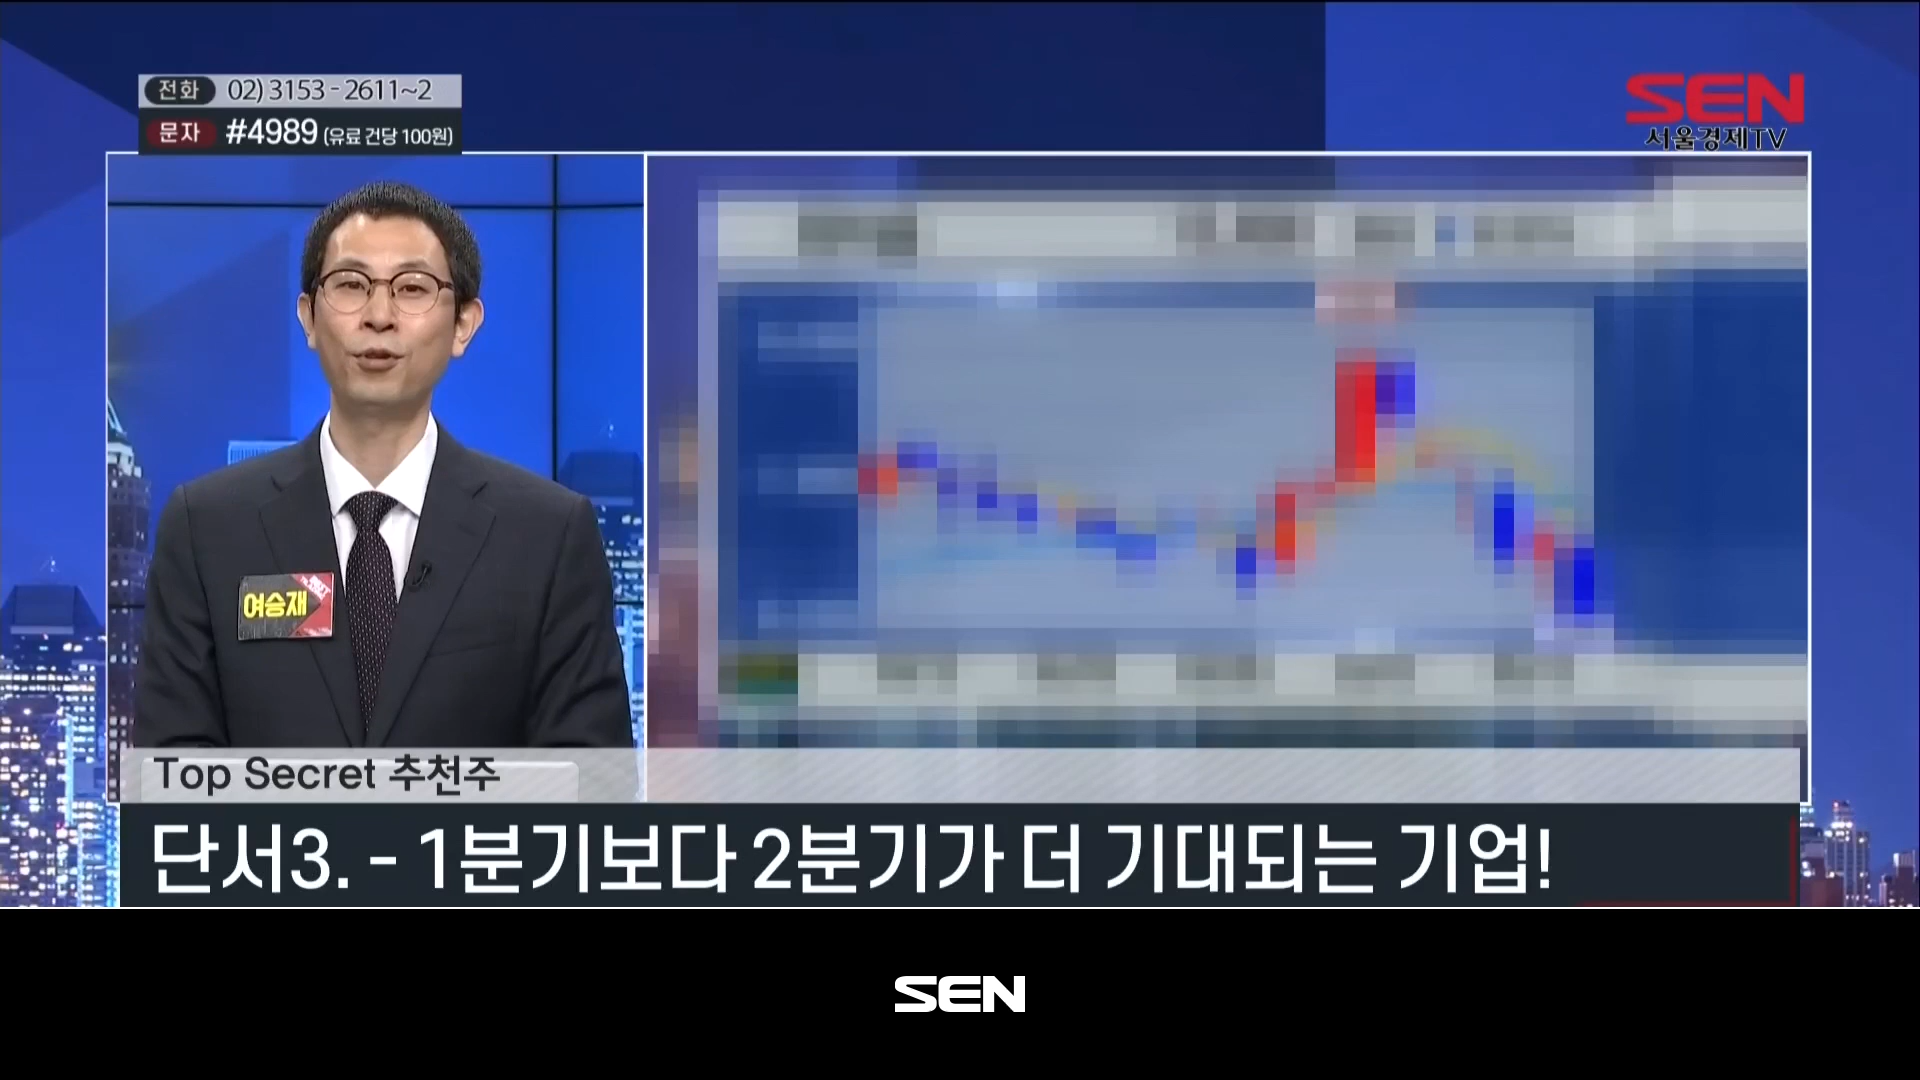 전화 02) 3153-2611~2
문자 #4989 (유료 건당 100원)
SEN
서울경제TV
여승재
Top Secret 추천주
단서3. - 1분기보다 2분기가 더 기대되는 기업!
SEN